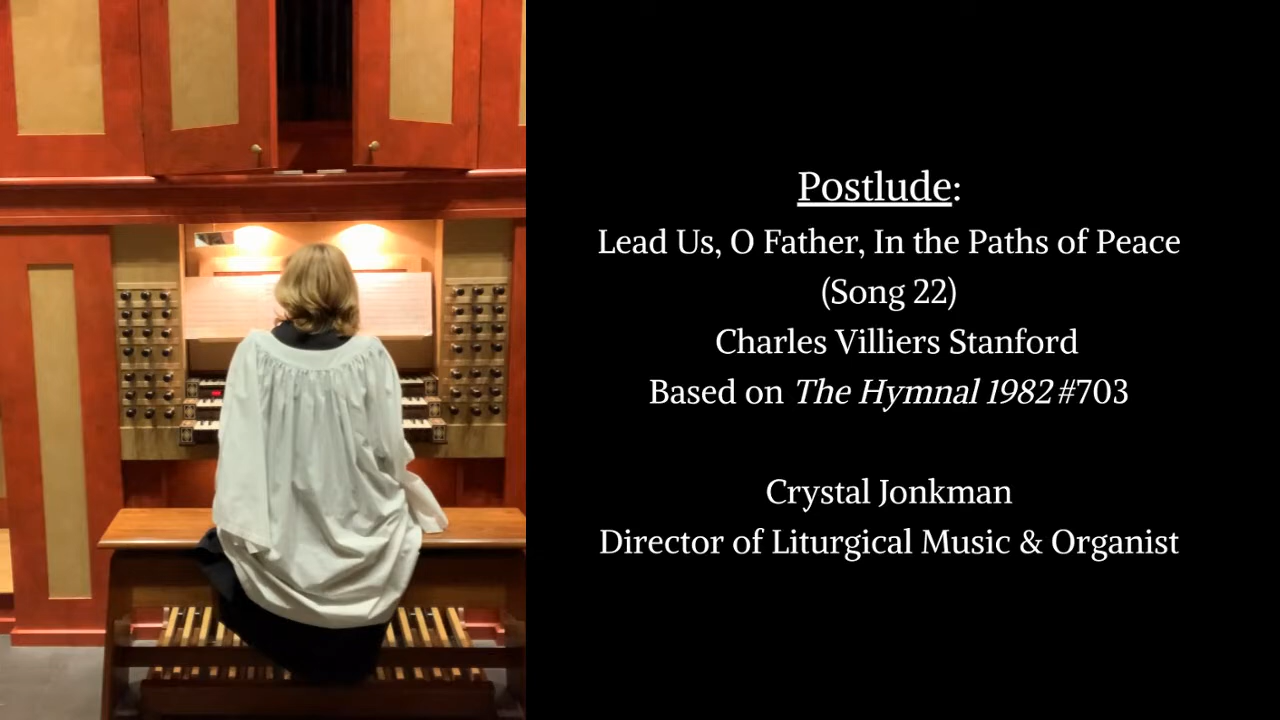 Postlude:
Lead Us, O Father, In the Paths of Peace
(Song 22)
Charles Villiers Stanford
Based on The Hymnal 1982 #703
Crystal Jonkman
Director of Liturgical Music & Organist